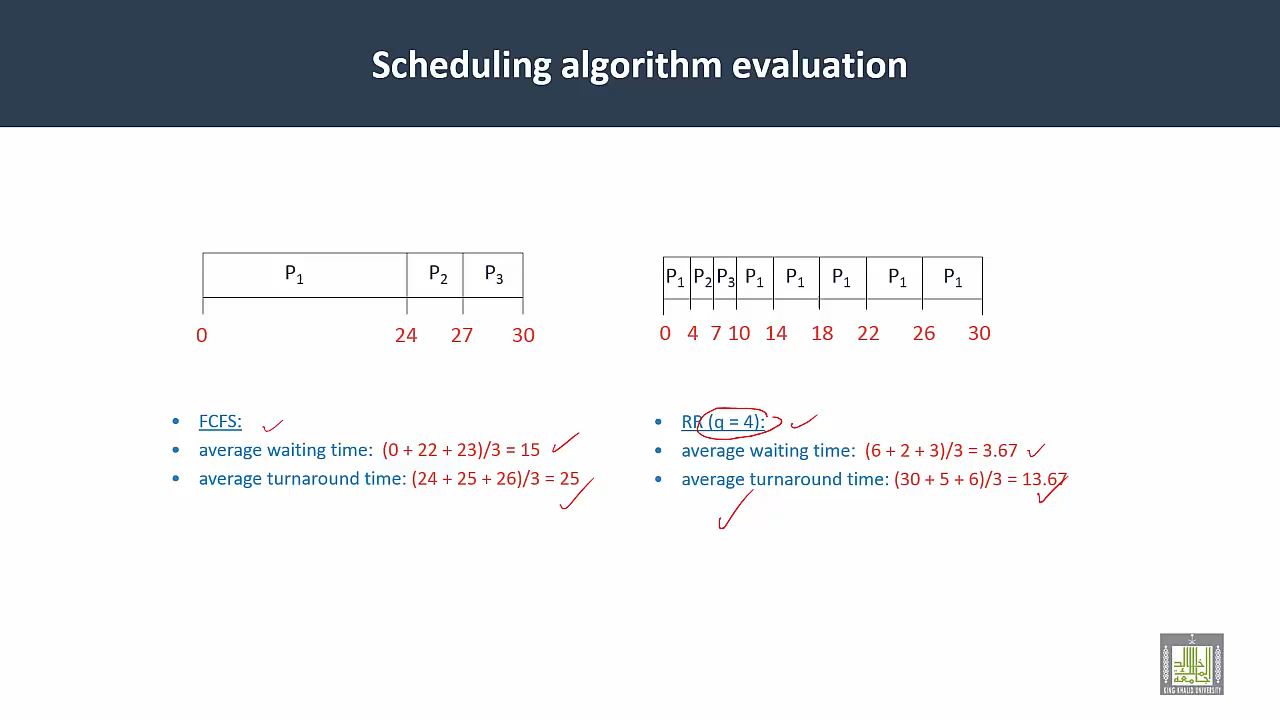 Scheduling algorithm evaluation
P1 P2 P3
0 24 27 30
P1 P2 P3 P1 P1 P1 P1 P1
0 4 7 10 14 18 22 26 30
• FCFS:
• average waiting time: (0 + 22 + 23)/3 = 15
• average turnaround time: (24 + 25 + 26)/3 = 25
• RR (q = 4):
• average waiting time: (6 + 2 + 3)/3 = 3.67
• average turnaround time: (30 + 5 + 6)/3 = 13.67
KING KHALID UNIVERSITY